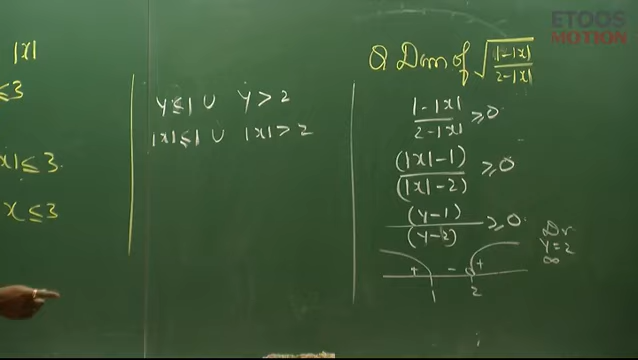 ETOOS
MOTION
|x|
≤3
x|≤3.
x≤3
y≤1 ∪ y>2
|x|≤1 ∪ |x|>2
Q Dom of √(1-|x|)/(2-|x|)
(1-|x|)/(2-|x|) ≥0
(|x|-1)/(|x|-2) ≥0
(y-1)/(y-2) ≥0.
+ - +
1 2
Dr
y=2
∞